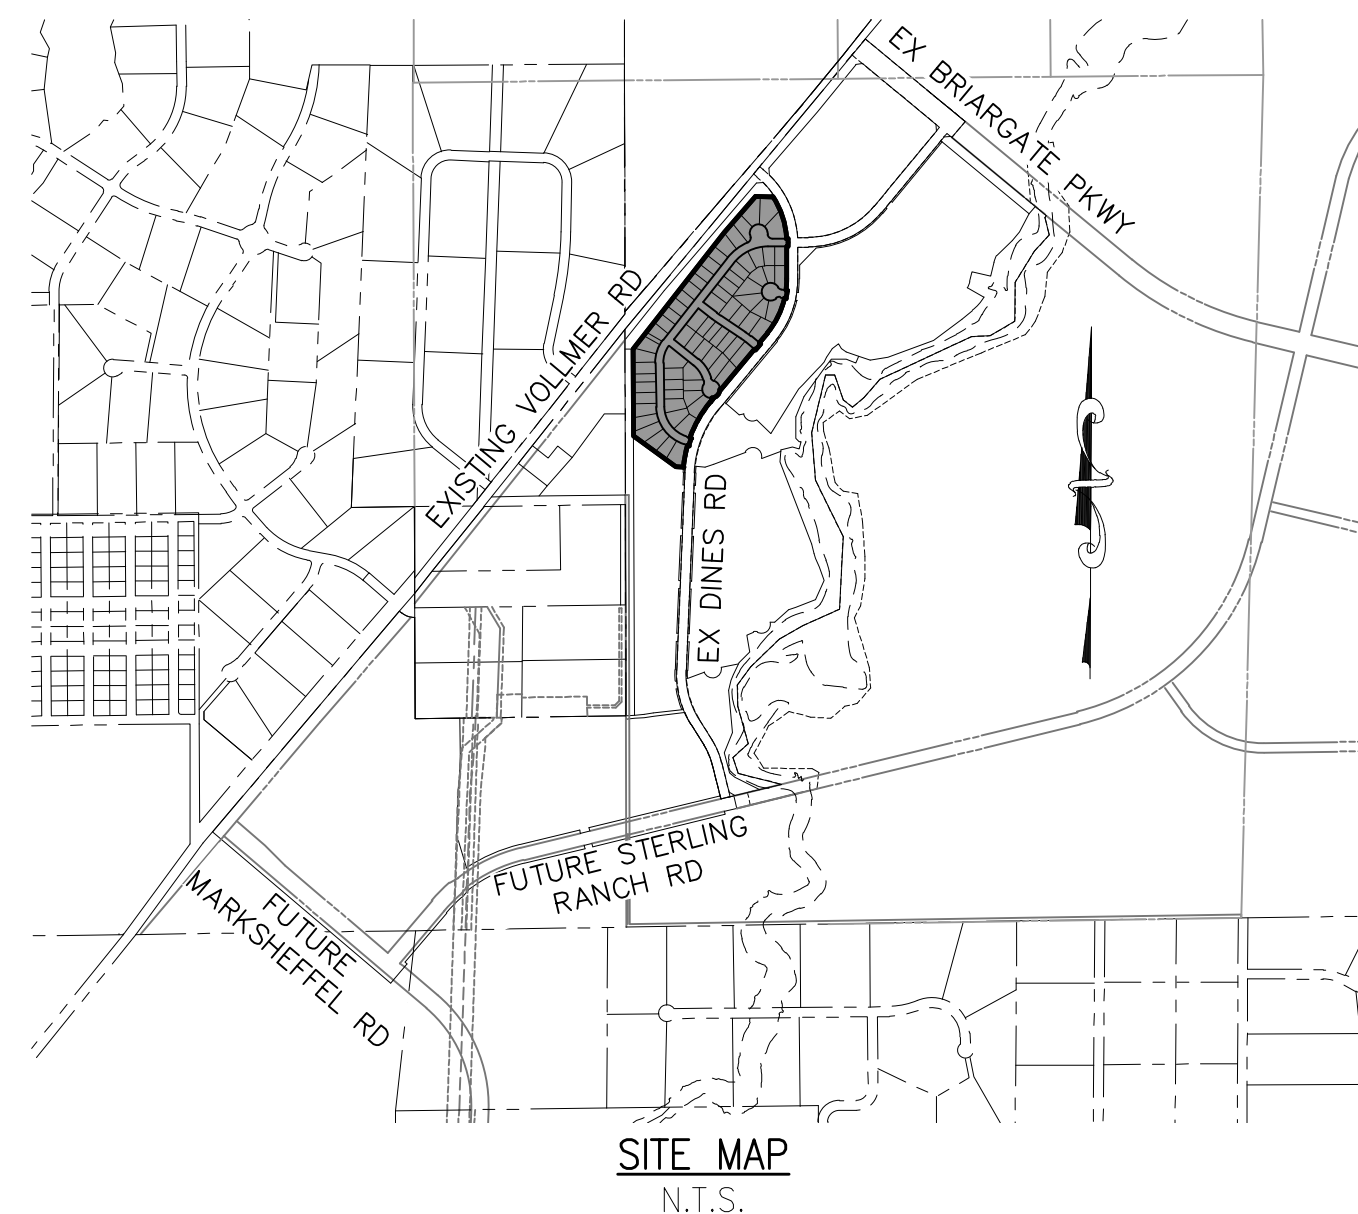 EX BRIARGATE PKWY
EXISTING VOLLMER RD
EX DINES RD
FUTURE STERLING
RANCH RD
FUTURE
MARKSHEFFEL RD
SITE MAP
N.T.S.